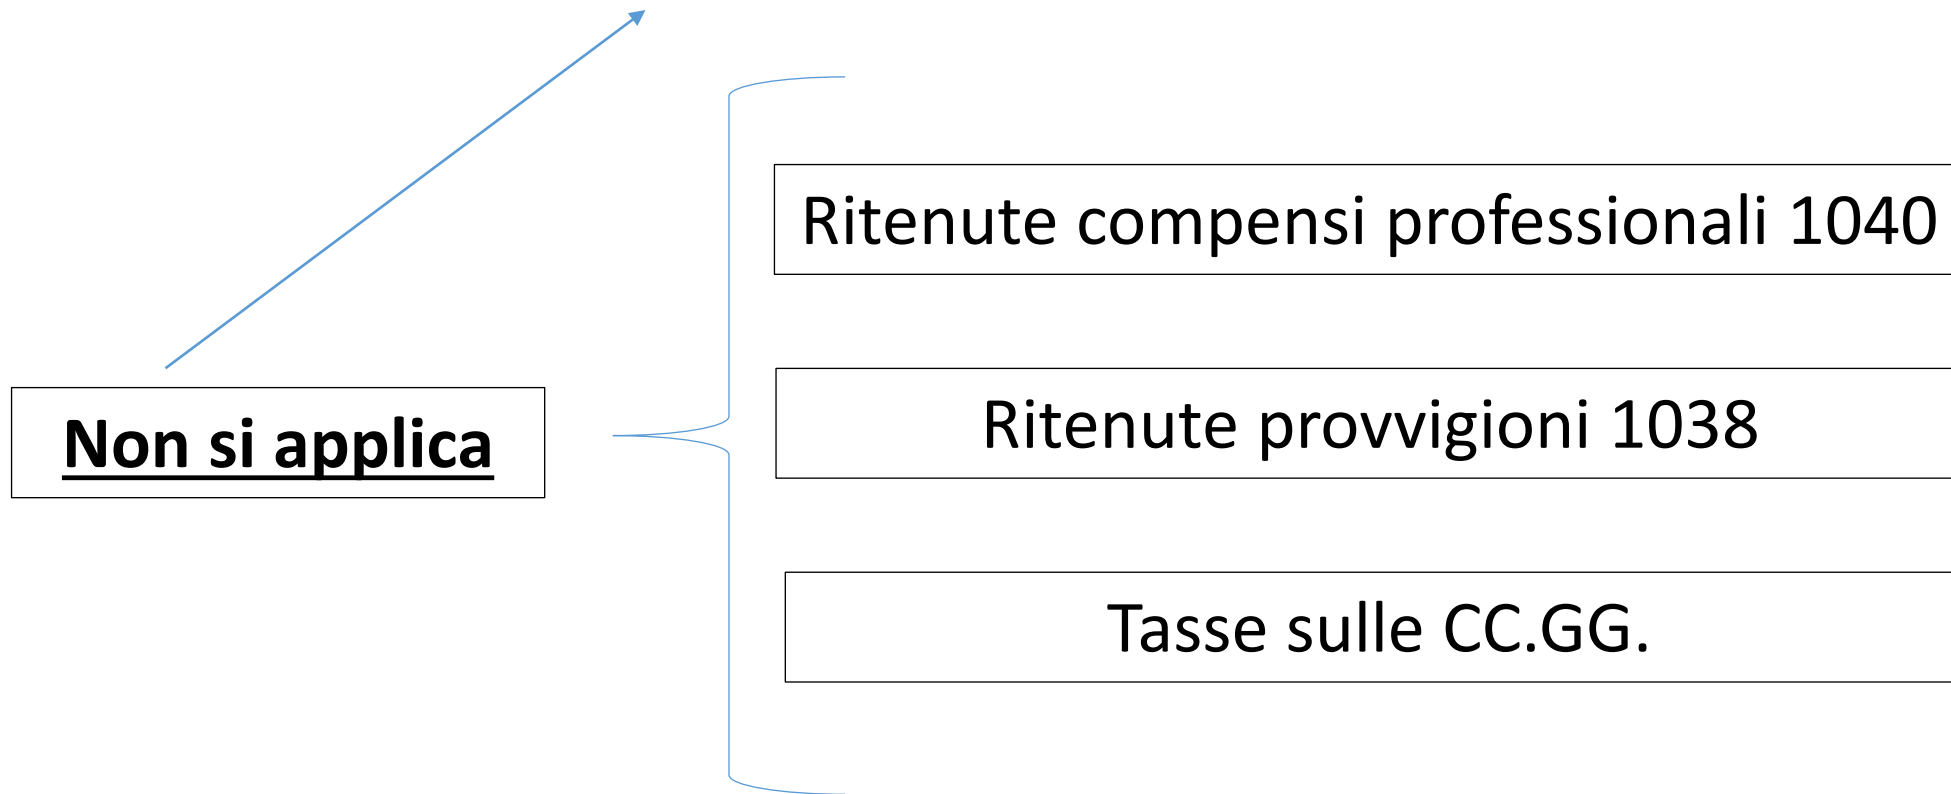 Ritenute compensi professionali 1040
Non si applica
Ritenute provvigioni 1038
Tasse sulle CC.GG.